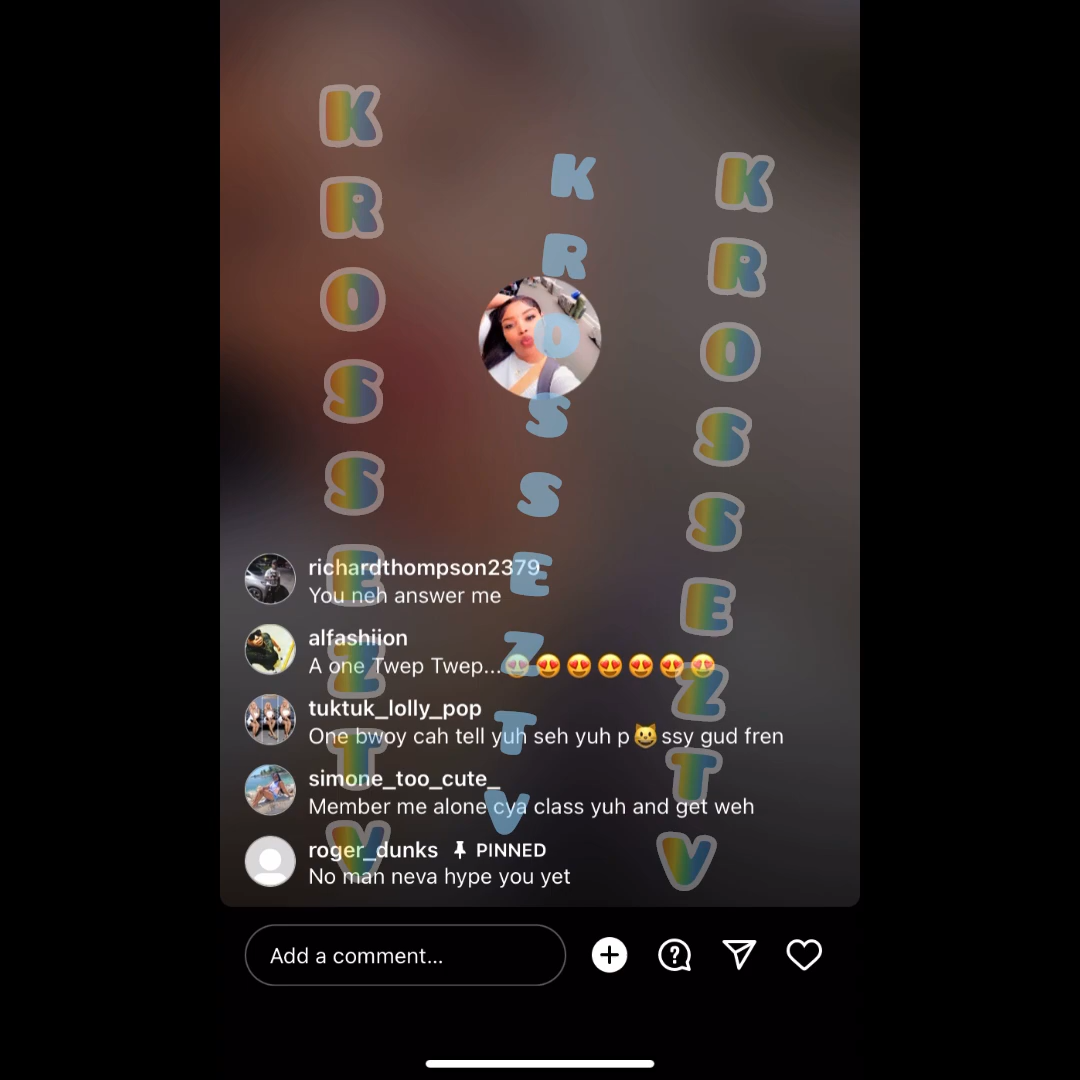 KROSSEZTV
KROSSEZTV
KROSSEZTV
richardthompson2379
You neh answer me
alfashiion
A one Twep Twep...😍😍😍😍😍😍😍
tuktuk_lolly_pop
One bwoy cah tell yuh seh yuh p😺ssy gud fren
simone_too_cute_
Member me alone cya class yuh and get weh
roger_dunks PINNED
No man neva hype you yet
Add a comment...